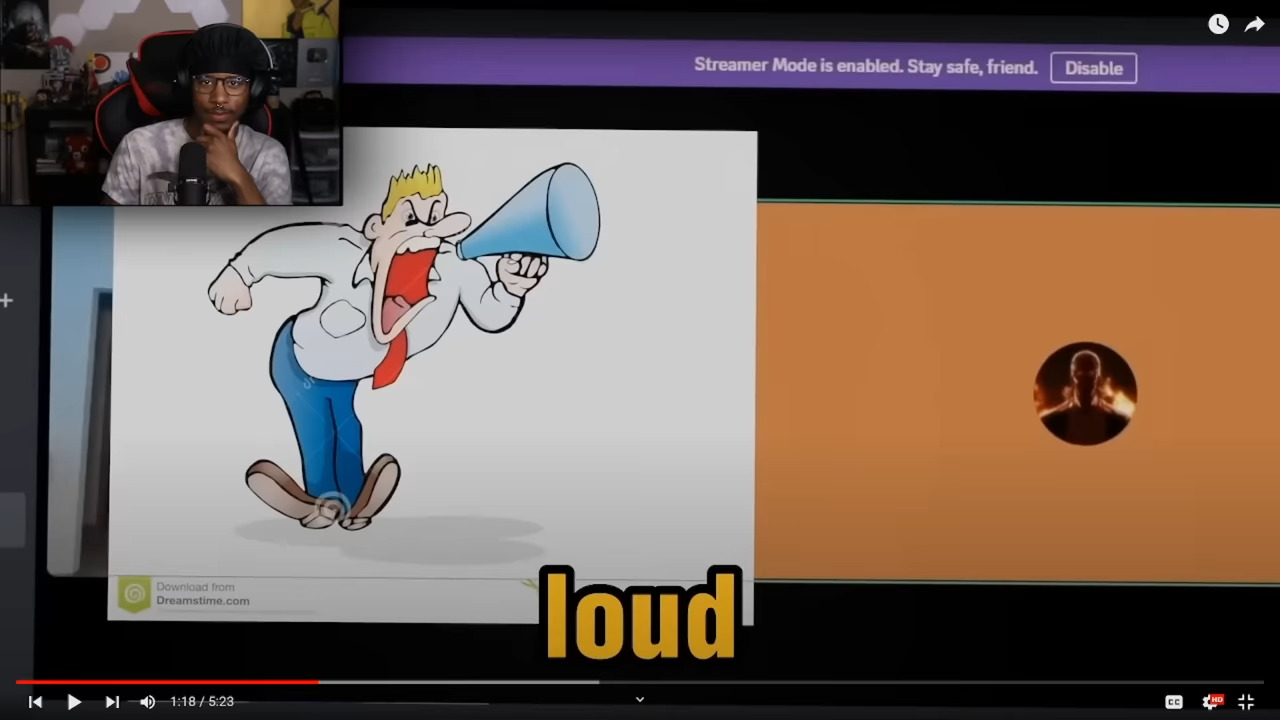 Streamer Mode is enabled. Stay safe, friend.
Disable
Download from
Dreamstime.com
loud
1:18 / 5:23
CC
HD